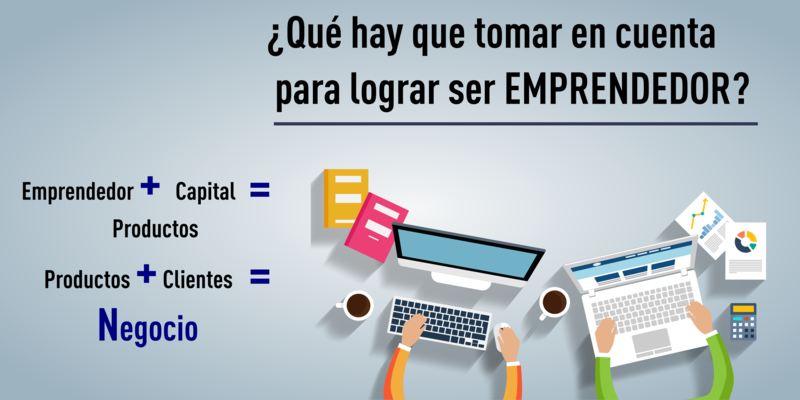 ¿Qué hay que tomar en cuenta
para lograr ser EMPRENDEDOR?
Emprendedor + Capital =
Productos
Productos + Clientes =
Negocio